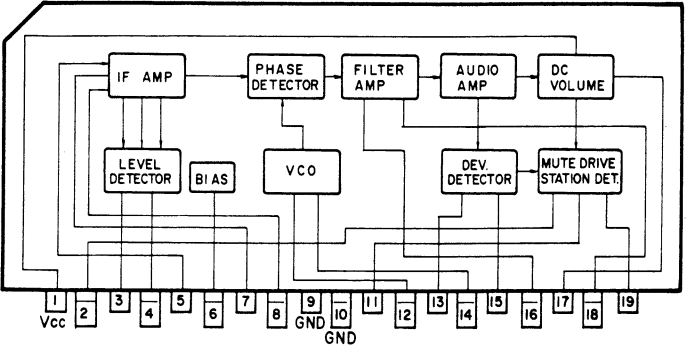 IF AMP
PHASE
DETECTOR
FILTER
AMP
AUDIO
AMP
DC
VOLUME
LEVEL
DETECTOR
BIAS
VCO
DEV.
DETECTOR
MUTE DRIVE
STATION DET.
1
2
3
4
5
6
7
8
9
10
11
12
13
14
15
16
17
18
19
Vcc
GND
GND